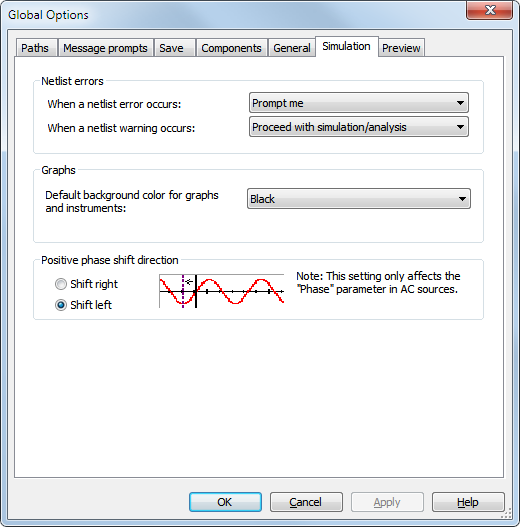 Global Options
Paths Message prompts Save Components General Simulation Preview
Netlist errors
When a netlist error occurs: Prompt me
When a netlist warning occurs: Proceed with simulation/analysis
Graphs
Default background color for graphs
and instruments: Black
Positive phase shift direction
Shift right
Shift left
Note: This setting only affects the
"Phase" parameter in AC sources.
OK Cancel Apply Help